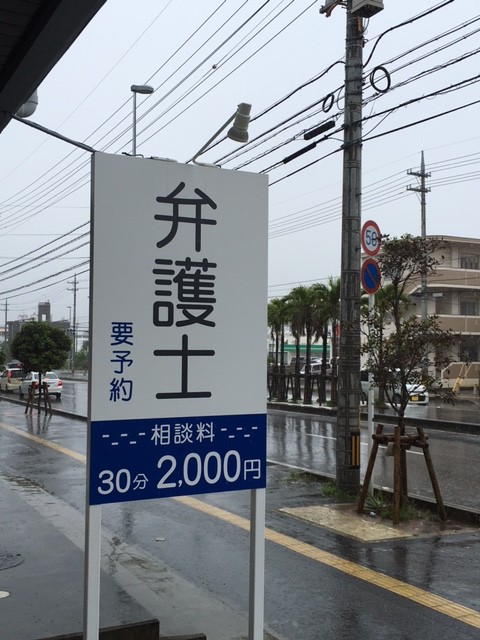 弁護士
要予約
相談料
30分 2,000円
50